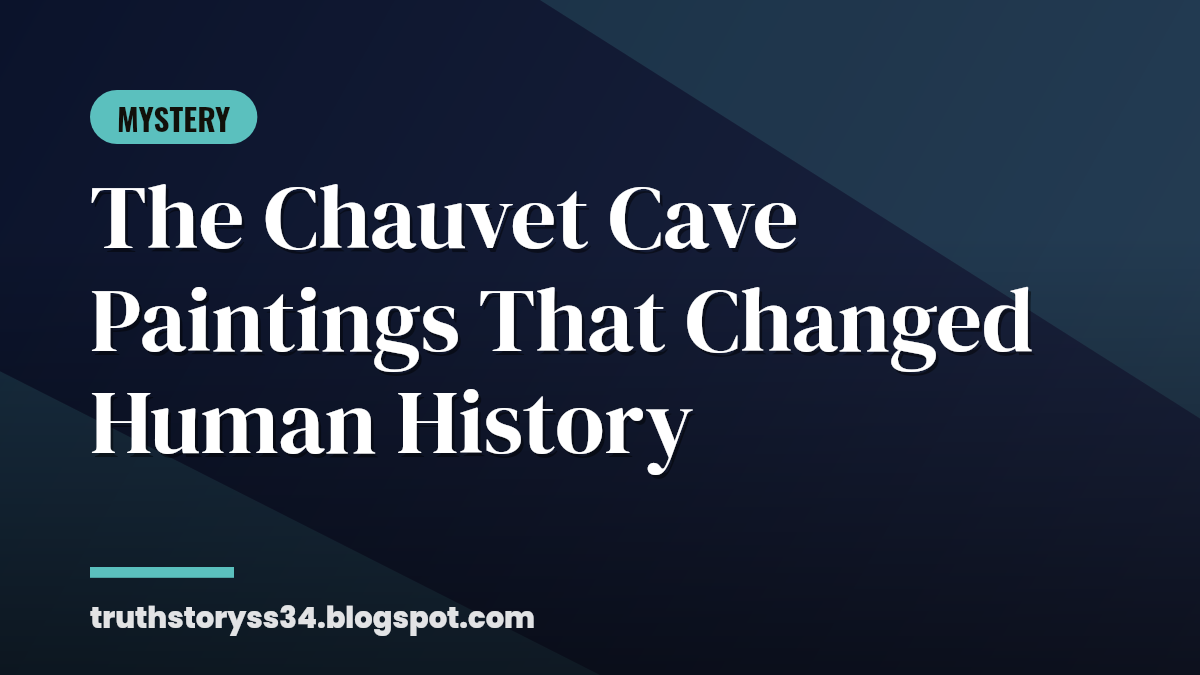 MYSTERY
The Chauvet Cave
Paintings That Changed
Human History
truthstoryss34.blogspot.com